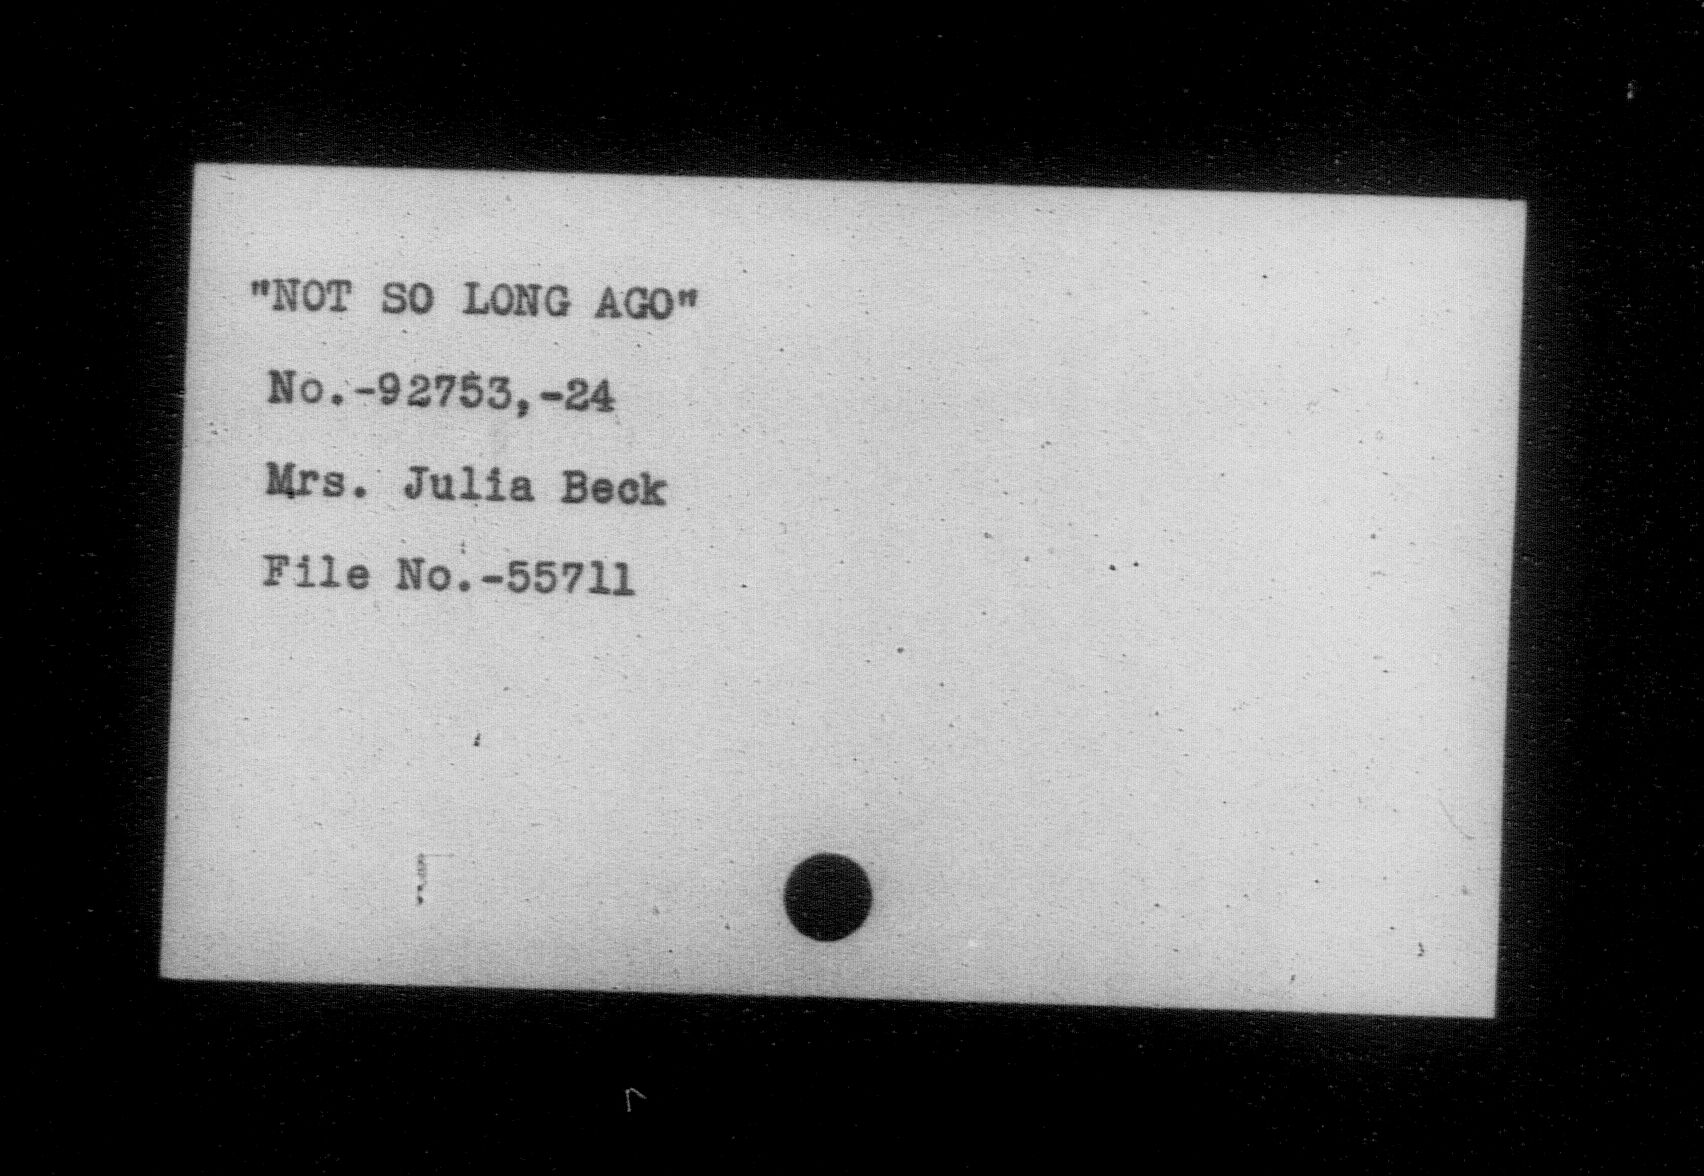 "NOT SO LONG AGO"
No.-92753,-24
Mrs. Julia Beck
File No.-55711